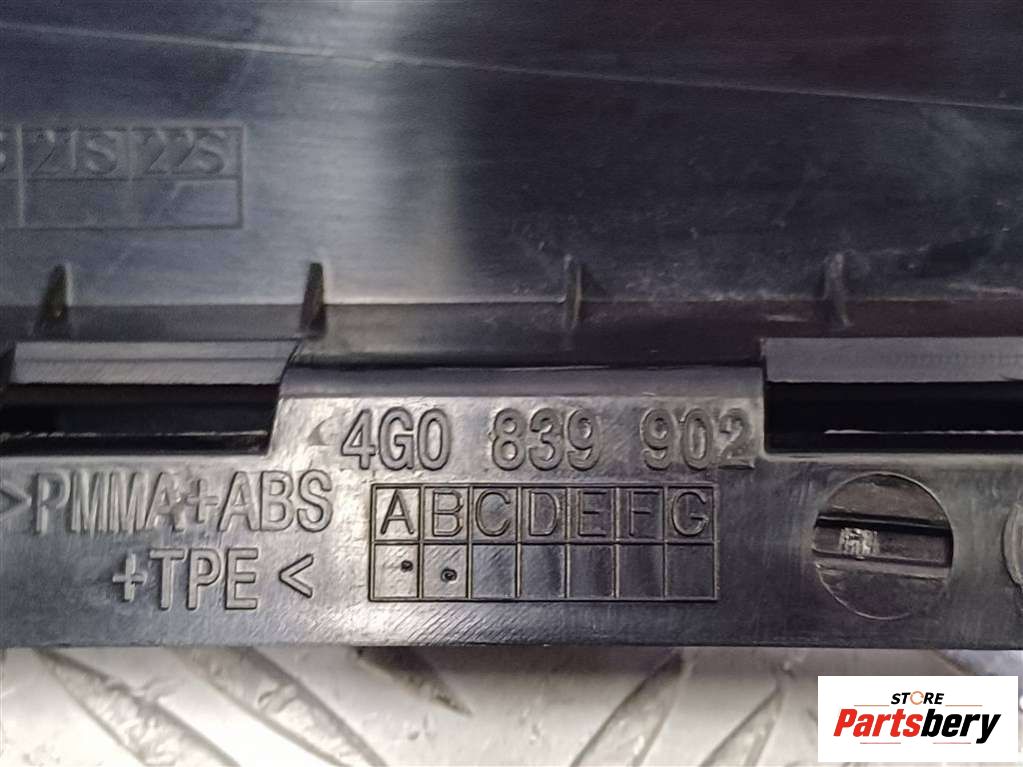 21S 22S
4G0 839 902
>PMMA+ABS
+TPE<
A B C D E F G
STORE
Partsbery